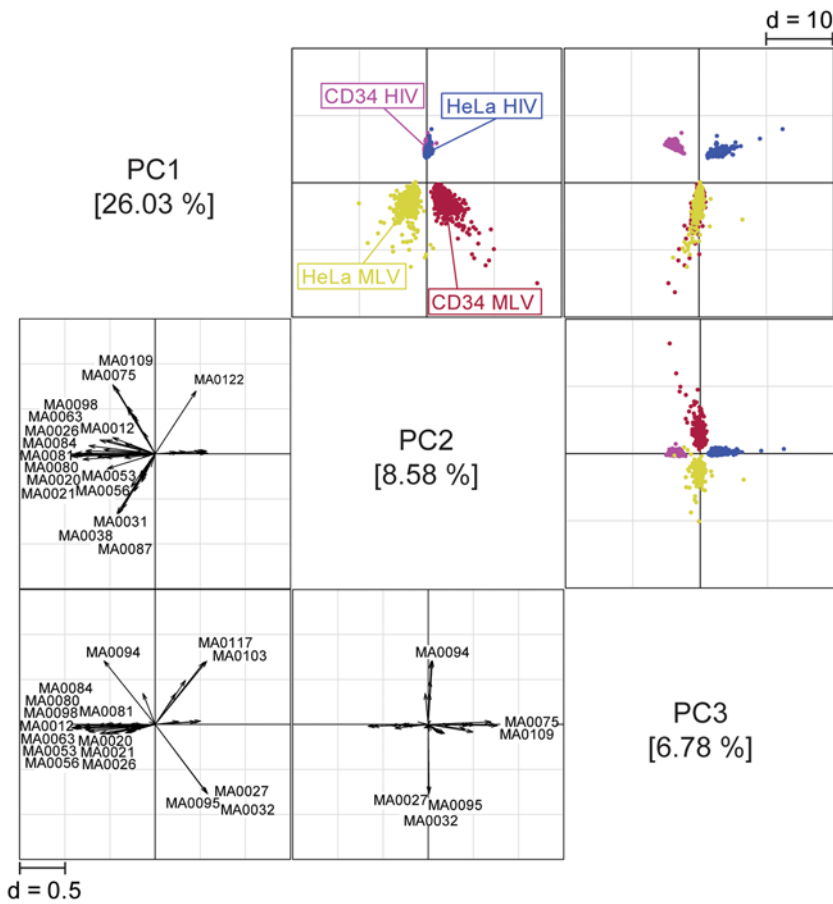 d = 10
CD34 HIV
HeLa HIV
PC1
[26.03 %]
HeLa MLV
CD34 MLV
MA0109
MA0075
MA0122
MA0098
MA0063
MA0026
MA0012
MA0084
MA0081
MA0080
MA0053
MA0020
MA0021
MA0056
MA0031
MA0038
MA0087
PC2
[8.58 %]
MA0094
MA0117
MA0103
MA0084
MA0080
MA0098
MA0081
MA0012
MA0063
MA0020
MA0053
MA0021
MA0056
MA0026
MA0027
MA0095
MA0032
MA0094
MA0075
MA0109
MA0027
MA0095
MA0032
PC3
[6.78 %]
d = 0.5